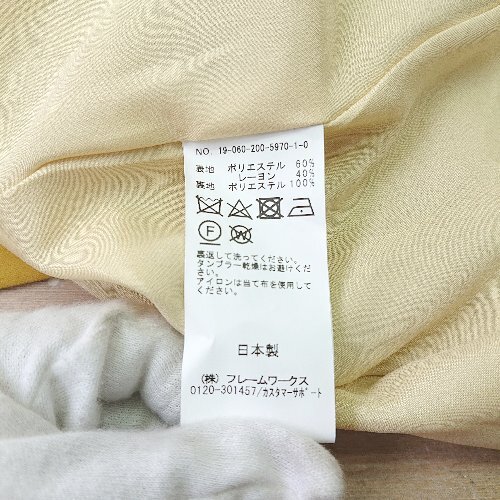 NO. 19-060-200-5970-1-0
表地 ポリエステル 60%
レーヨン 40%
裏地 ポリエステル 100%
F
W
裏返して洗ってください。
タンブラー乾燥はお避けくだ
さい。
アイロンは当て布を使用して
ください。
日本製
(株) フレームワークス
0120-301457/カスタマーサポート